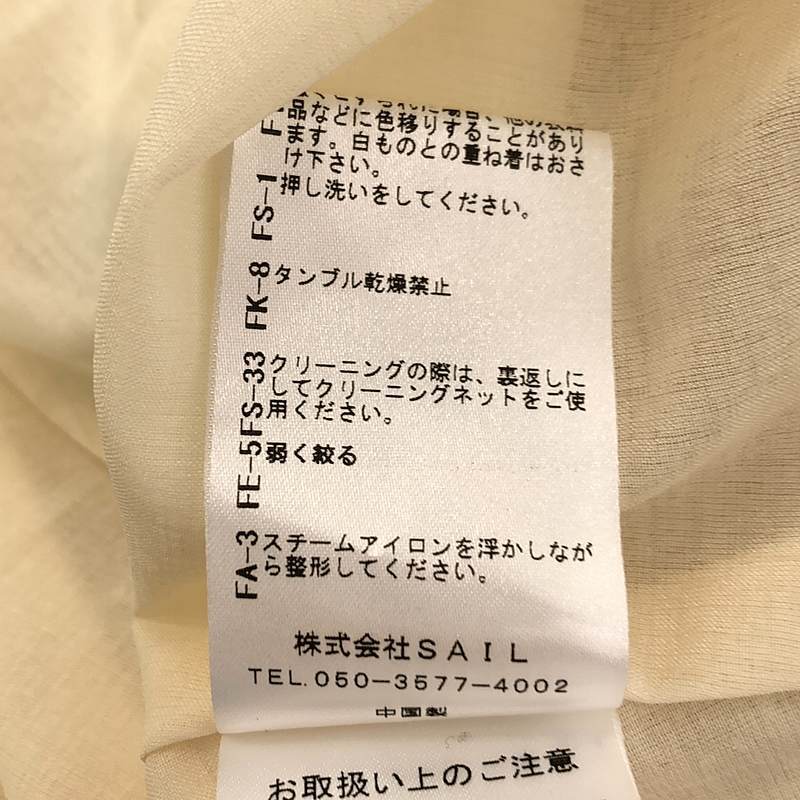 品などに色移りすることがあり
ます。白ものとの重ね着はおさ
け下さい。
FS-1 押し洗いをしてください。
FK-8 タンブル乾燥禁止
FS-33 クリーニングの際は、裏返しに
してクリーニングネットをご使
用ください。
FE-5 弱く絞る
FA-3 スチームアイロンを浮かしなが
ら整形してください。
株式会社SAIL
TEL.050-3577-4002
中国製
お取扱い上のご注意